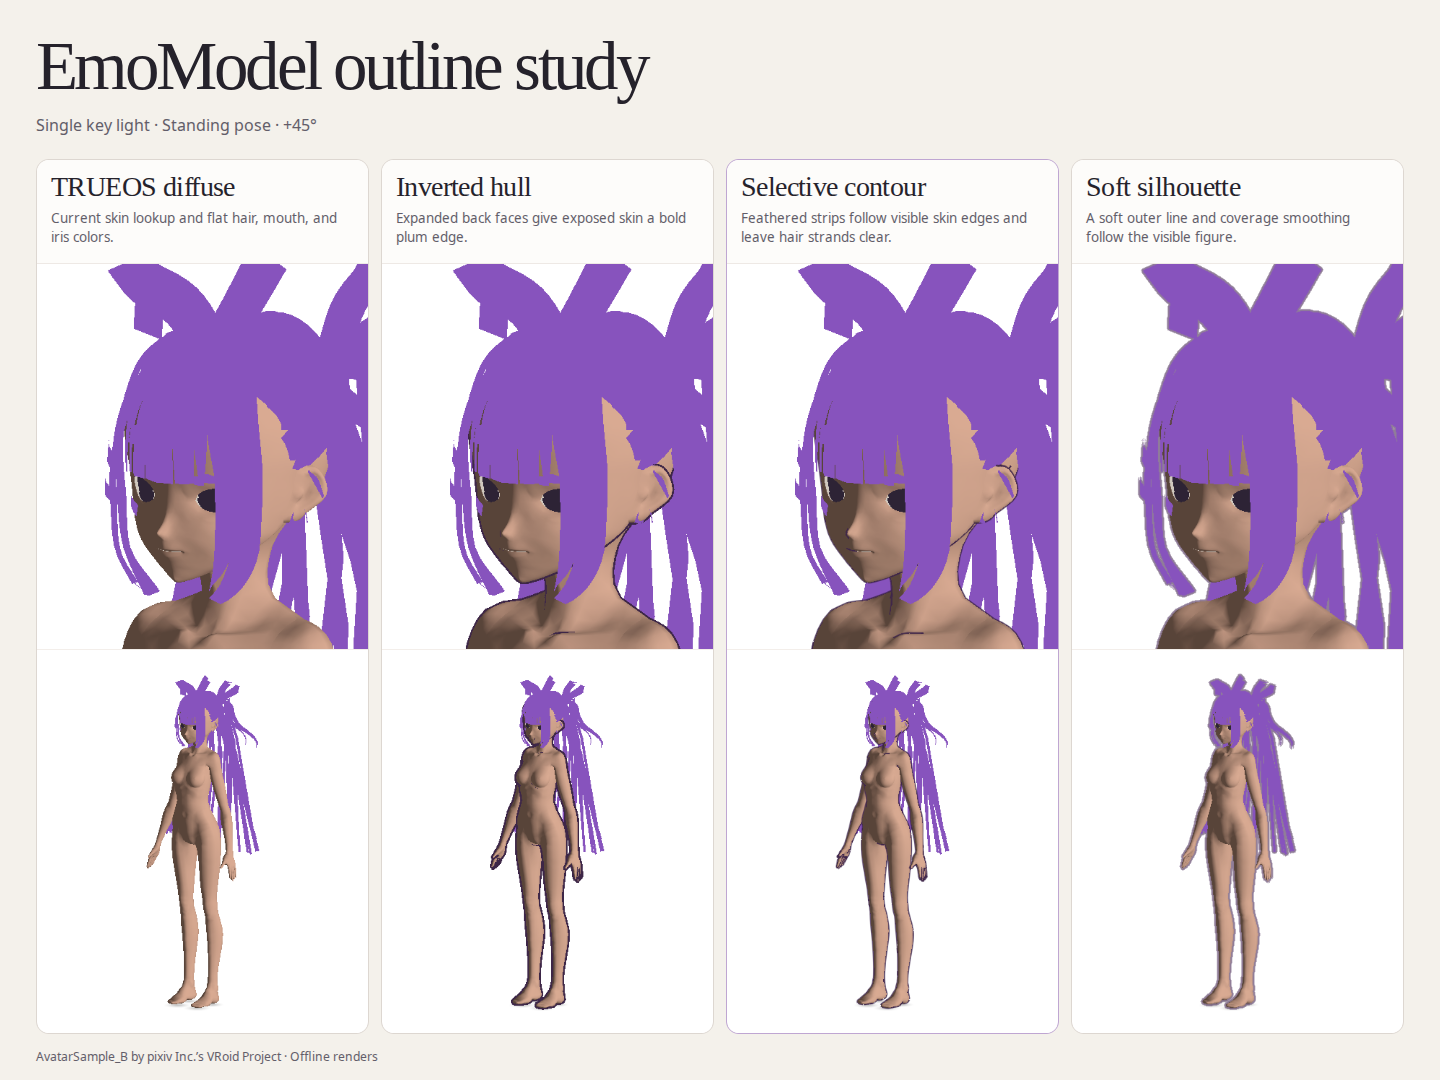 EmoModel outline study
Single key light · Standing pose · +45°
TRUEOS diffuse
Current skin lookup and flat hair, mouth, and
iris colors.
Inverted hull
Expanded back faces give exposed skin a bold
plum edge.
Selective contour
Feathered strips follow visible skin edges and
leave hair strands clear.
Soft silhouette
A soft outer line and coverage smoothing
follow the visible figure.
AvatarSample_B by pixiv Inc.’s VRoid Project · Offline renders